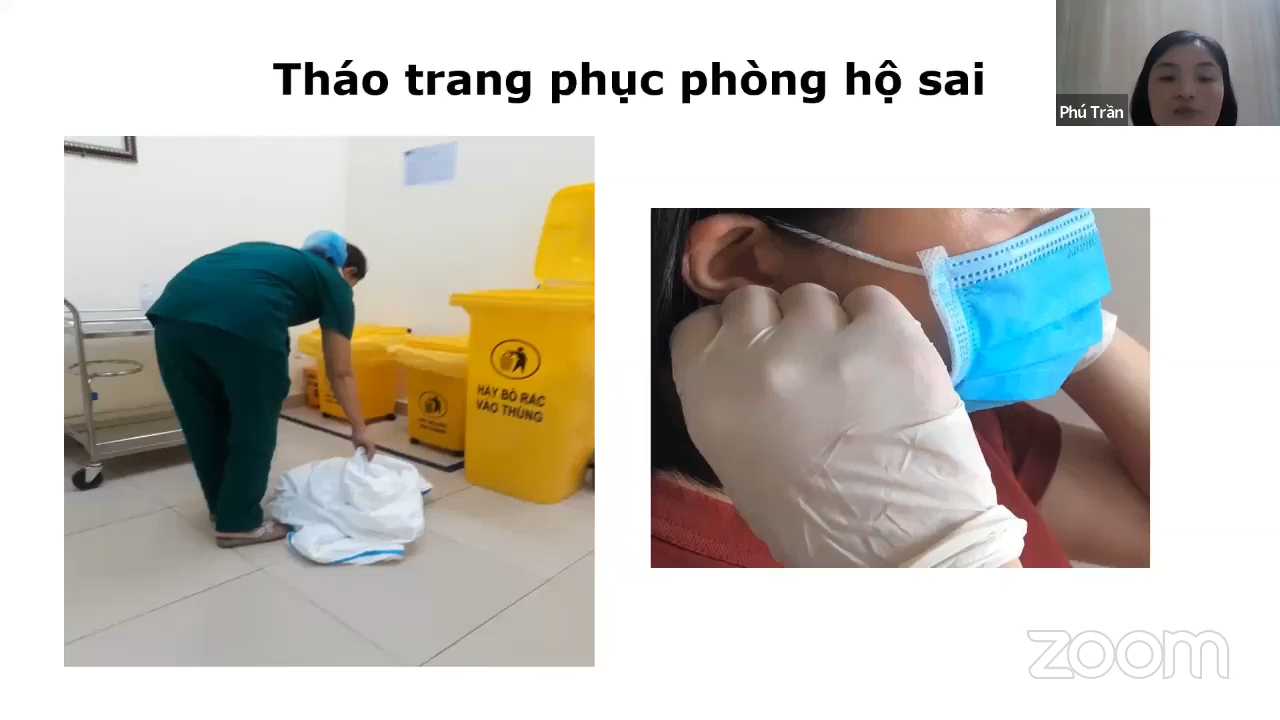 Tháo trang phục phòng hộ sai
Phú Trần
HÃY BỎ RÁC
VÀO THÙNG
zoom